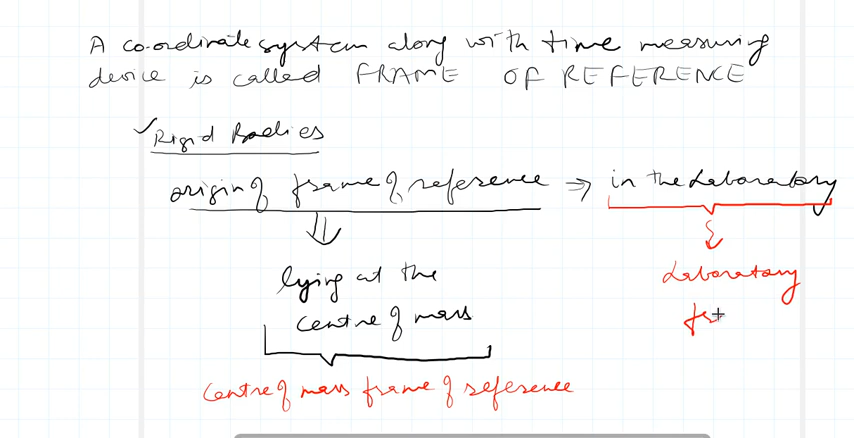 A co-ordinate system along with time measuring
device is called FRAME OF REFERENCE
✓Rigid Bodies
origin of frame of reference ⇒ in the Laboratory
lying at the
centre of mass
centre of mass frame of reference
Laboratory